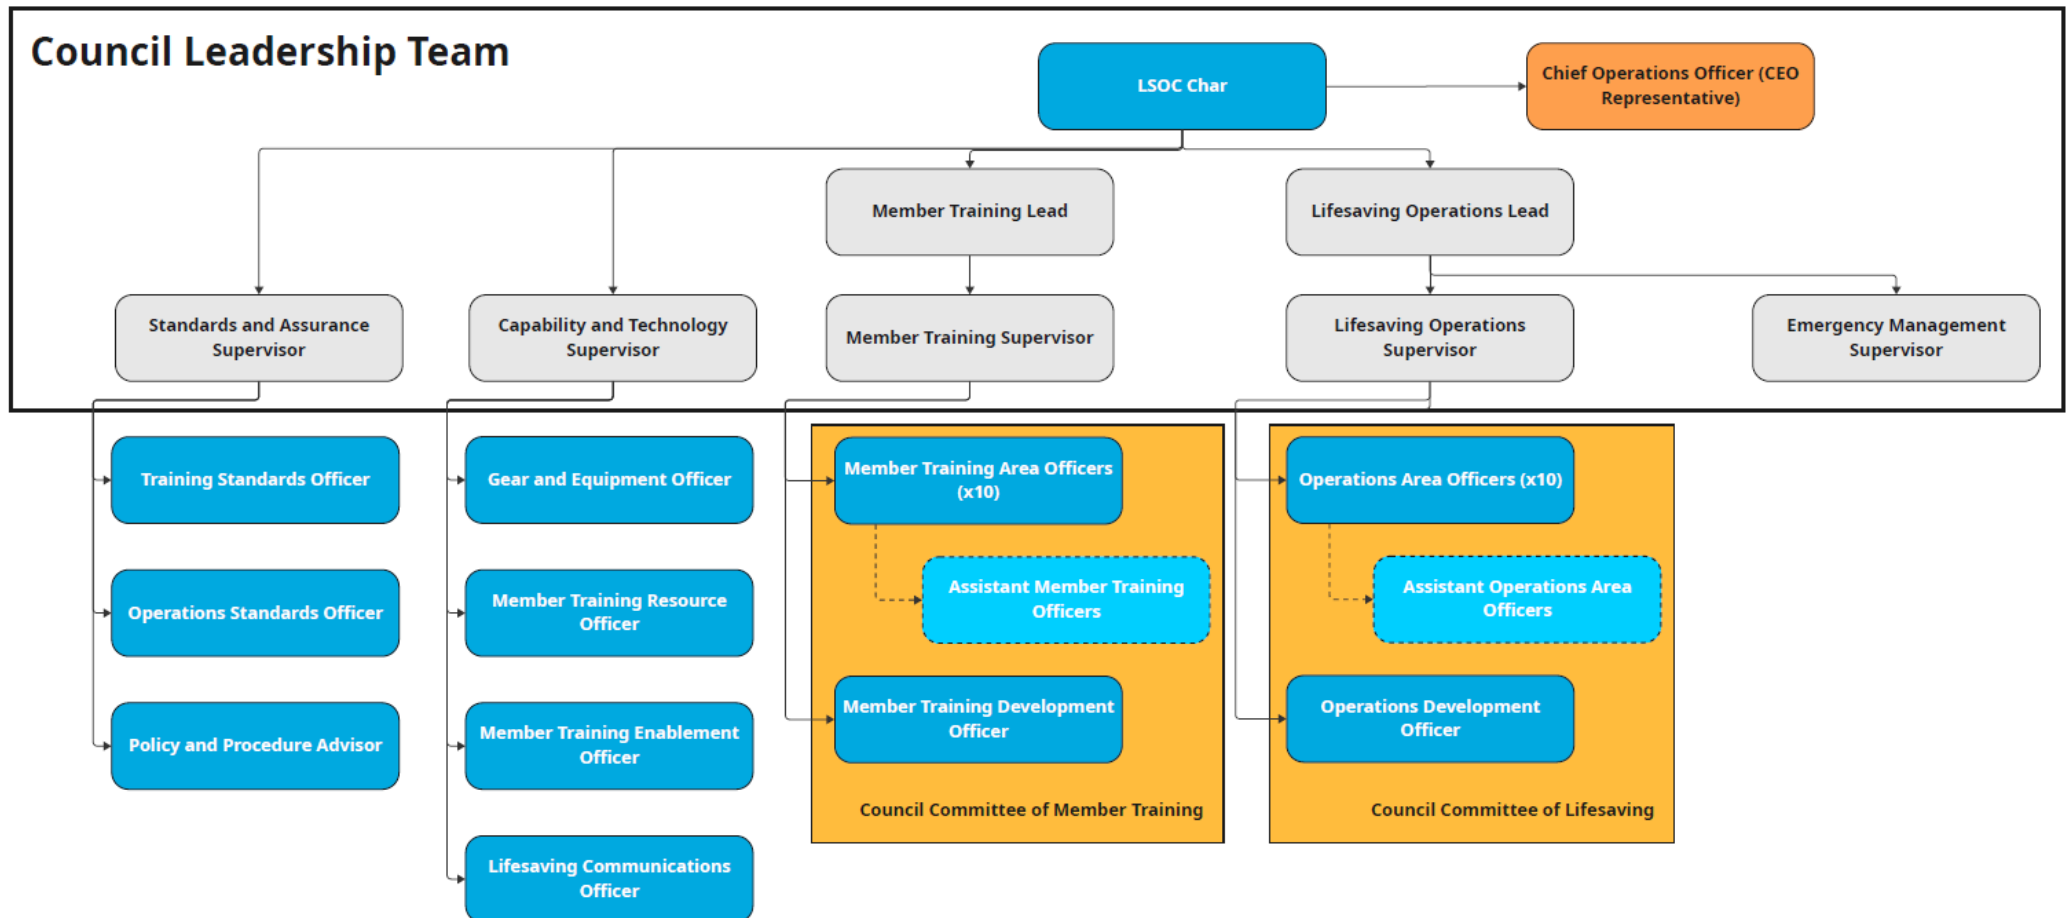 Council Leadership Team
LSOC Char
Chief Operations Officer (CEO
Representative)
Member Training Lead
Lifesaving Operations Lead
Standards and Assurance
Supervisor
Capability and Technology
Supervisor
Member Training Supervisor
Lifesaving Operations
Supervisor
Emergency Management
Supervisor
Training Standards Officer
Operations Standards Officer
Policy and Procedure Advisor
Gear and Equipment Officer
Member Training Resource
Officer
Member Training Enablement
Officer
Lifesaving Communications
Officer
Member Training Area Officers
(x10)
Assistant Member Training
Officers
Member Training Development
Officer
Council Committee of Member Training
Operations Area Officers (x10)
Assistant Operations Area
Officers
Operations Development
Officer
Council Committee of Lifesaving